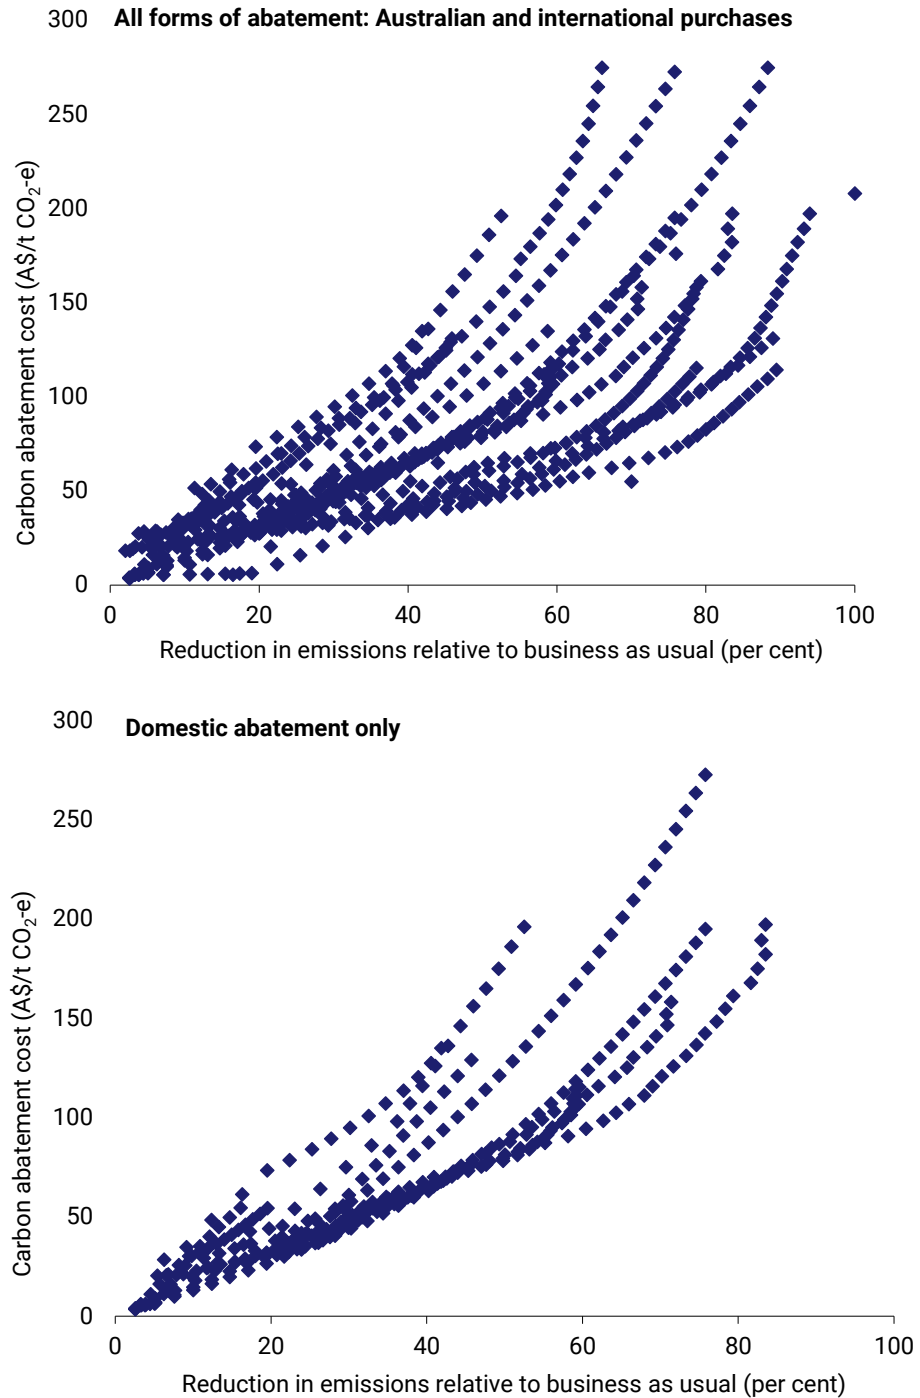 All forms of abatement: Australian and international purchases
300
250
200
150
100
50
0
Carbon abatement cost (A$/t CO₂-e)
0 20 40 60 80 100
Reduction in emissions relative to business as usual (per cent)
Domestic abatement only
300
250
200
150
100
50
0
Carbon abatement cost (A$/t CO₂-e)
0 20 40 60 80 100
Reduction in emissions relative to business as usual (per cent)